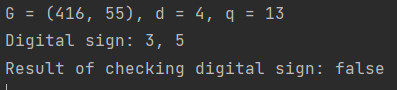 G = (416, 55), d = 4, q = 13
Digital sign: 3, 5
Result of checking digital sign: false